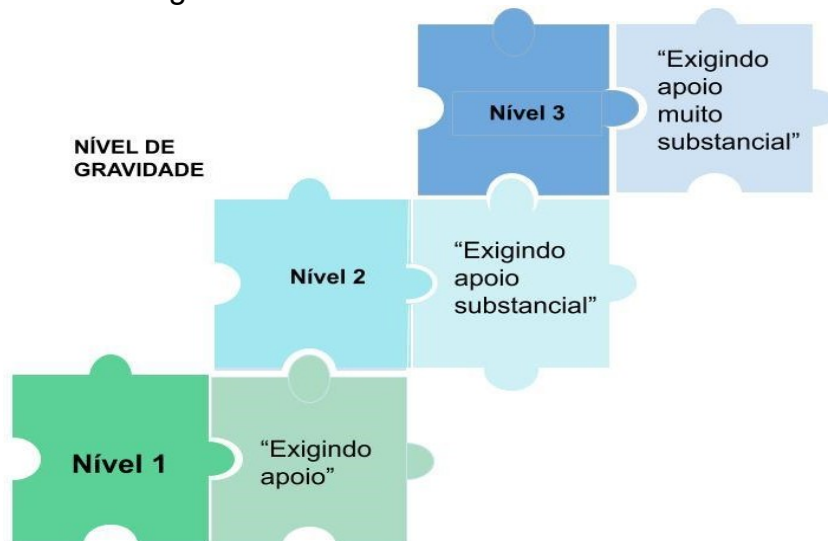 NÍVEL DE
GRAVIDADE
Nível 3
“Exigindo
apoio
muito
substancial”
Nível 2
“Exigindo
apoio
substancial”
Nível 1
“Exigindo
apoio”